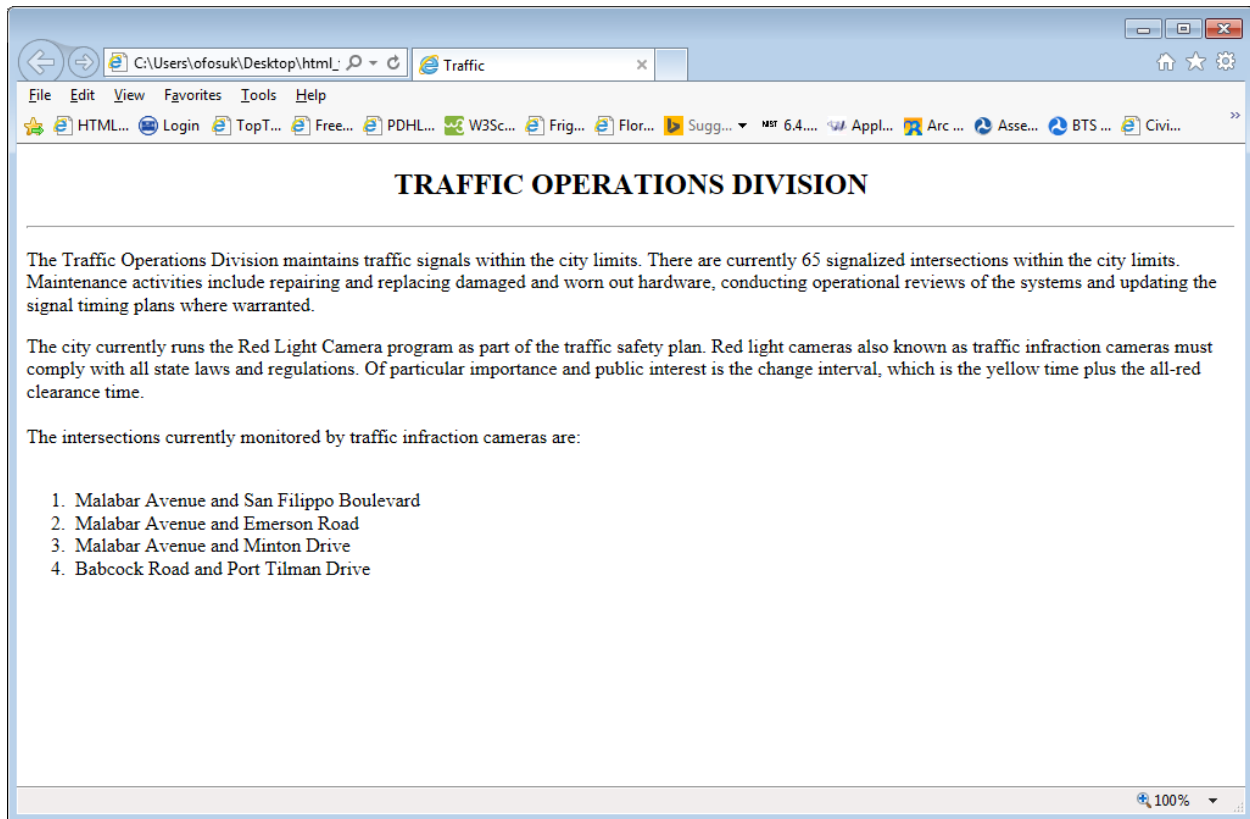 C:\Users\ofosuk\Desktop\html_
Traffic
File Edit View Favorites Tools Help
HTML... Login TopT... Free... PDHL... W3Sc... Frig... Flor... Sugg... NIST 6.4.... Appl... Arc ... Asse... BTS ... Civi...
TRAFFIC OPERATIONS DIVISION
The Traffic Operations Division maintains traffic signals within the city limits. There are currently 65 signalized intersections within the city limits.
Maintenance activities include repairing and replacing damaged and worn out hardware, conducting operational reviews of the systems and updating the
signal timing plans where warranted.
The city currently runs the Red Light Camera program as part of the traffic safety plan. Red light cameras also known as traffic infraction cameras must
comply with all state laws and regulations. Of particular importance and public interest is the change interval, which is the yellow time plus the all-red
clearance time.
The intersections currently monitored by traffic infraction cameras are:
1. Malabar Avenue and San Filippo Boulevard
2. Malabar Avenue and Emerson Road
3. Malabar Avenue and Minton Drive
4. Babcock Road and Port Tilman Drive
100%